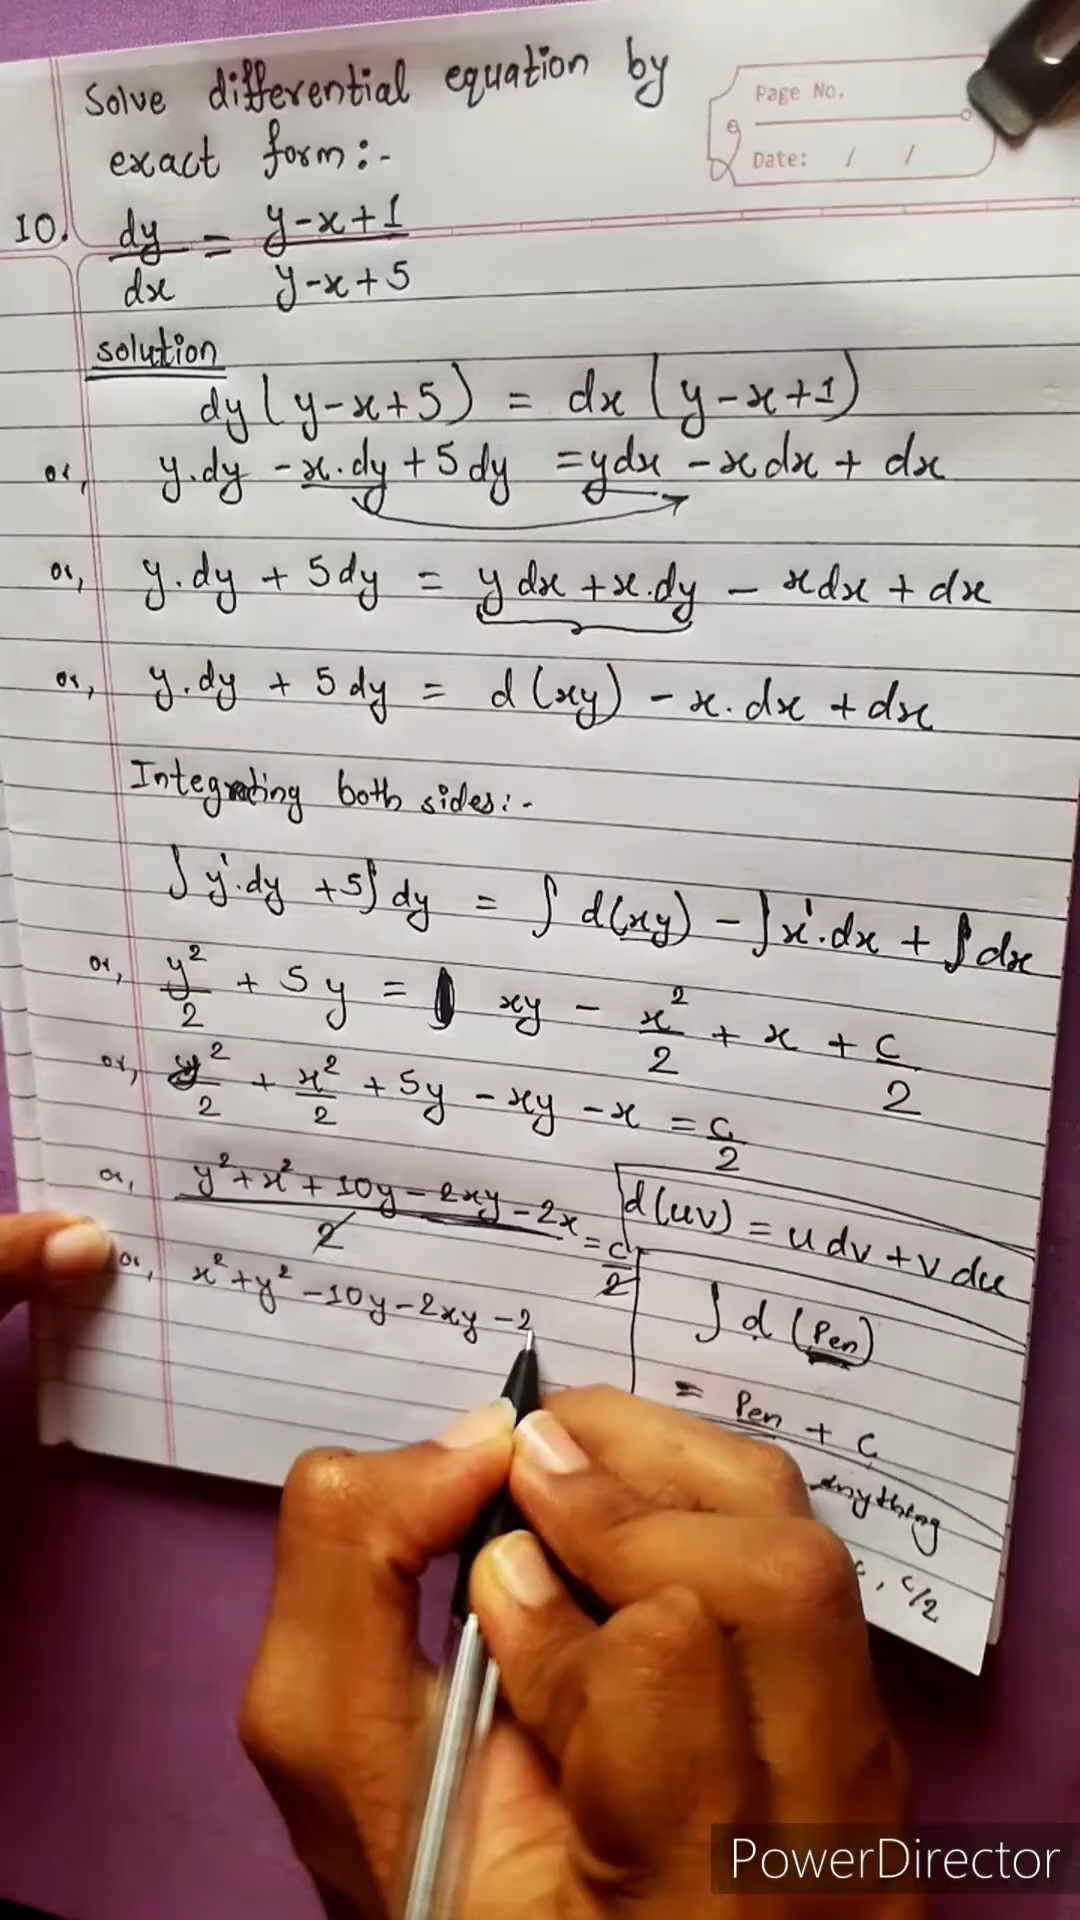 Solve differential equation by
exact form:-
Page No.
Date: / /
10. dy/dx = y-x+1/y-x+5
solution
dy(y-x+5) = dx(y-x+1)
or, y.dy -x.dy +5dy = ydx -xdx + dx
or, y.dy + 5dy = ydx +x.dy - xdx + dx
or, y.dy + 5dy = d(xy) - x.dx + dx
Integrating both sides:-
∫y¹.dy +5∫dy = ∫d(xy) - ∫x¹.dx + ∫dx
or, y²/2 + 5y = xy - x²/2 + x + c/2
or, y²/2 + x²/2 + 5y - xy - x = c/2
or, y²+x²+10y-2xy-2x/2 = c/2
or, x²+y²-10y-2xy-2
d(uv) = udv+vdu
∫d(Pen)
= Pen + c
anything
c, c/2
PowerDirector